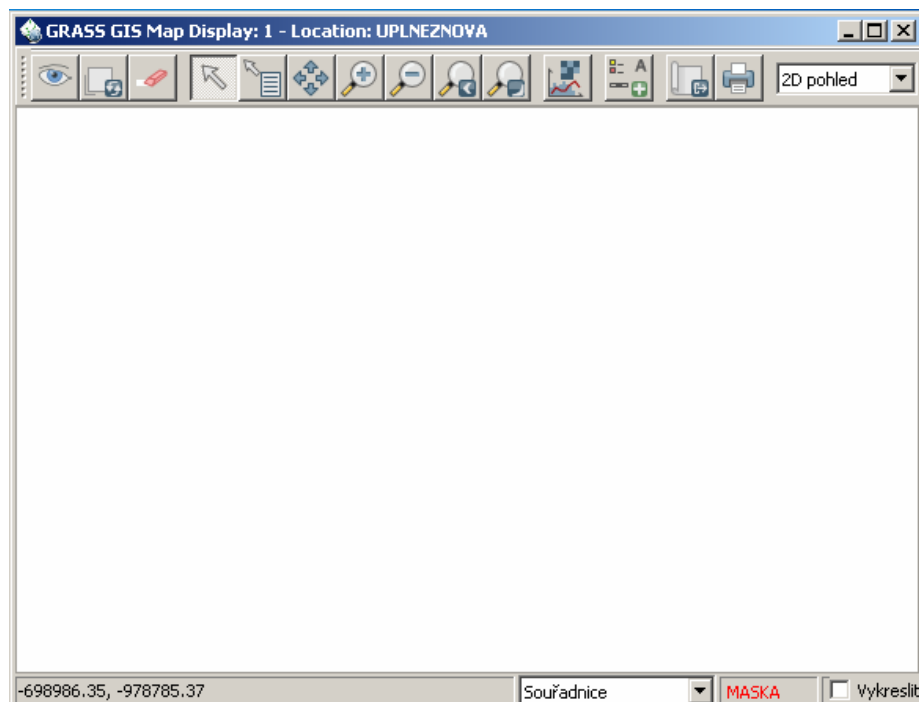 GRASS GIS Map Display: 1 - Location: UPLNEZNOVA
A
2D pohled
-698986.35, -978785.37 Souřadnice MASKA Vykreslit